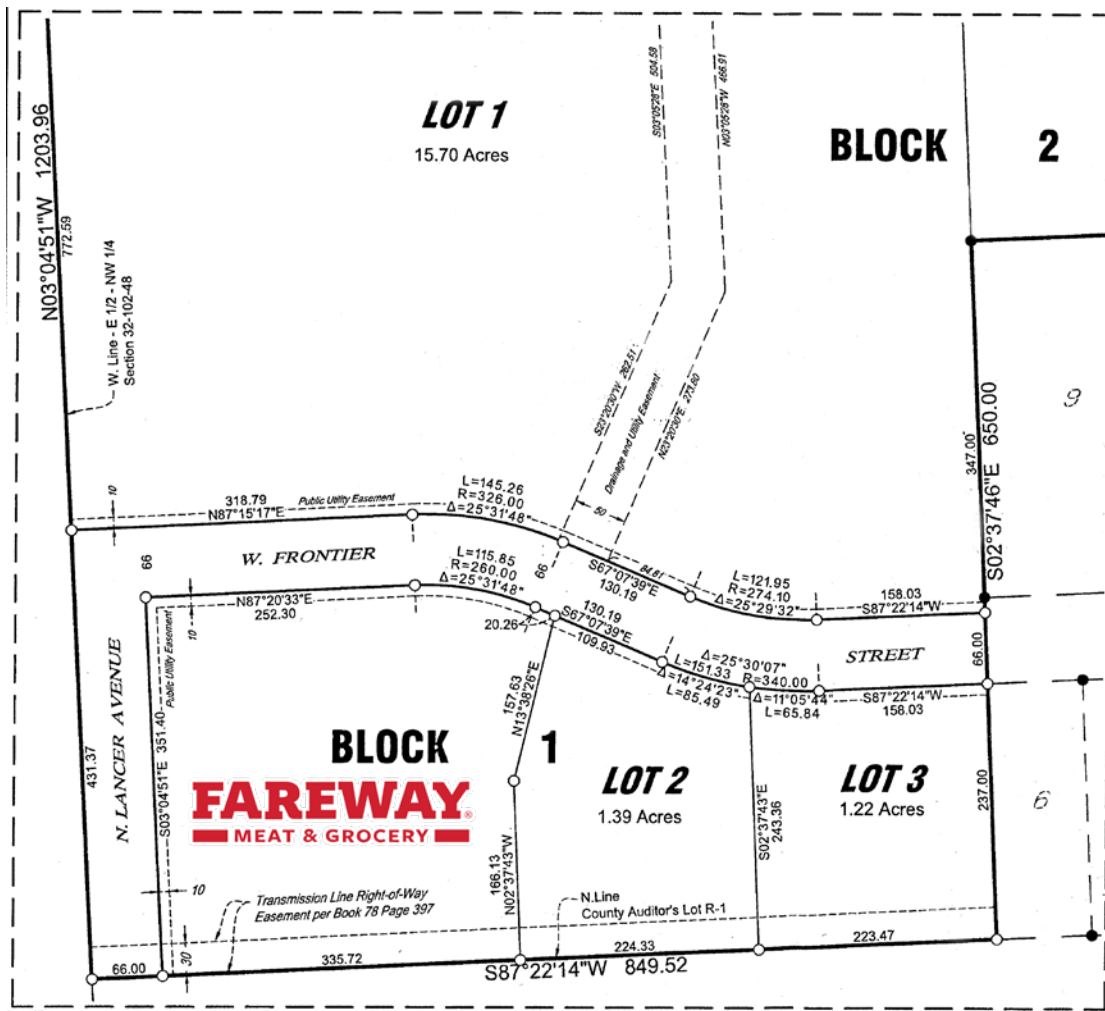 N03°04'51"W 1203.96
772.59
W. Line - E 1/2 - NW 1/4
Section 32-102-48
LOT 1
15.70 Acres
S03°05'28"E 504.58
N03°05'28"W 466.91
BLOCK 2
S23°20'30"W 262.51
Drainage and Utility Easement
N23°20'30"E 273.80
50
9
347.00'
S02°37'46"E 650.00
10
318.79
Public Utility Easement
N87°15'17"E
L=145.26
R=326.00
Δ=25°31'48"
66
W. FRONTIER
L=115.85
R=260.00
Δ=25°31'48"
66
84.61
S67°07'39"E
130.19
L=121.95
R=274.10
Δ=25°29'32"
158.03
S87°22'14"W
N87°20'33"E
252.30
10
20.26
130.19
S67°07'39"E
109.93
Δ=25°30'07"
L=151.33
R=340.00
Δ=14°24'23"
L=85.49
Δ=11°05'44"
L=65.84
STREET
66.00
S87°22'14"W
158.03
N. LANCER AVENUE
431.37
S03°04'51"E 351.40
Public Utility Easement
157.63
N13°38'26"E
BLOCK 1
FAREWAY®
MEAT & GROCERY
LOT 2
1.39 Acres
LOT 3
1.22 Acres
237.00
6
S02°37'43"E
243.36
166.13
N02°37'43"W
10
Transmission Line Right-of-Way
Easement per Book 78 Page 397
N.Line
County Auditor's Lot R-1
66.00
30
335.72
224.33
223.47
S87°22'14"W 849.52